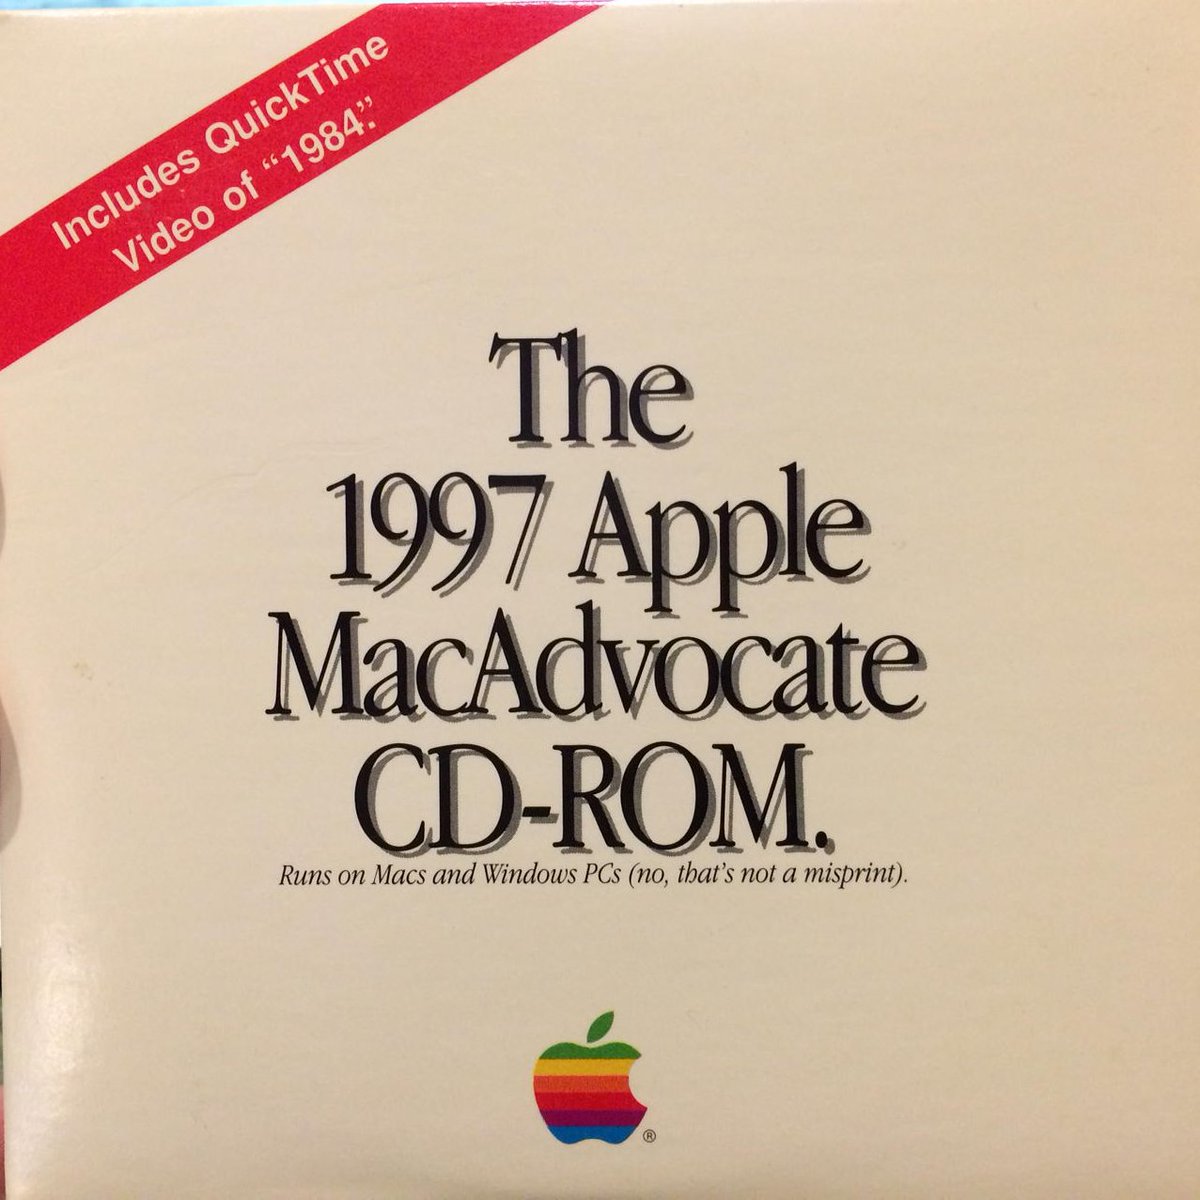 Includes QuickTime
Video of “1984.”
The
1997 Apple
MacAdvocate
CD-ROM.
Runs on Macs and Windows PCs (no, that's not a misprint).
®